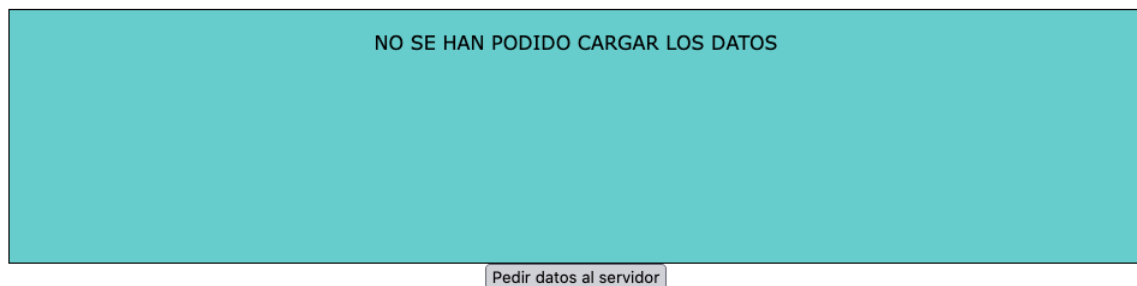 NO SE HAN PODIDO CARGAR LOS DATOS
Pedir datos al servidor